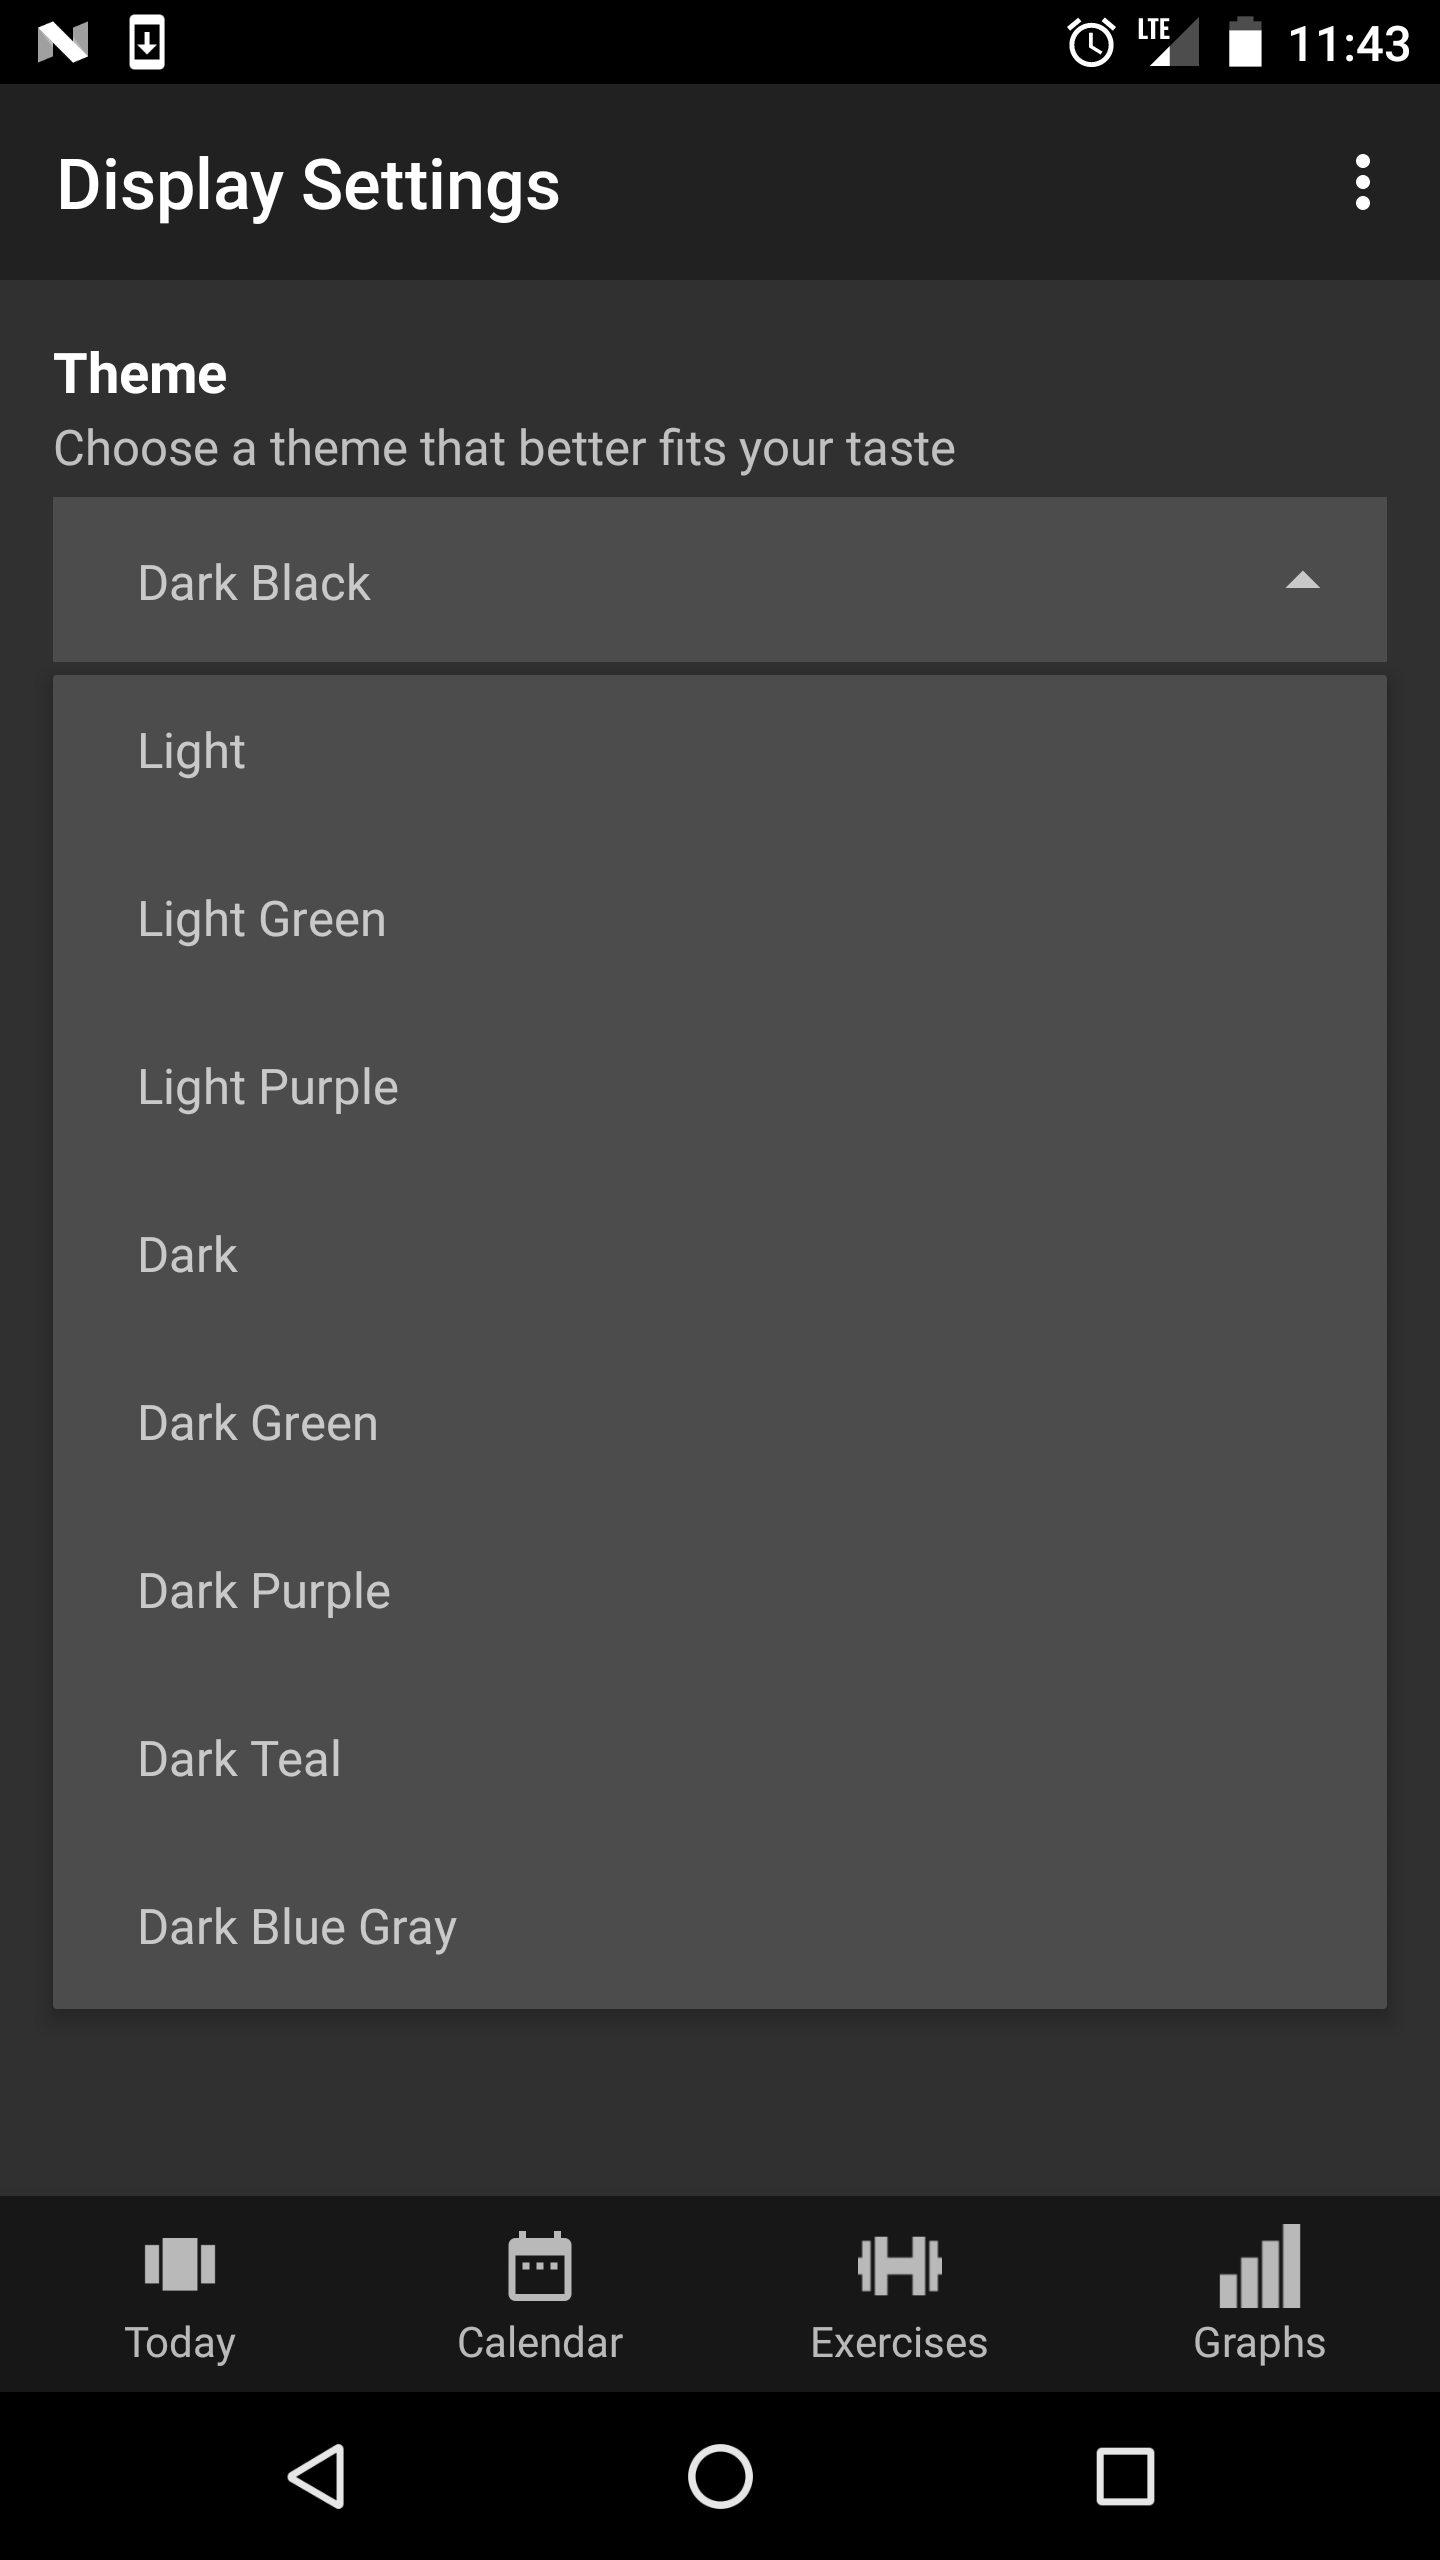 LTE 11:43
Display Settings
Theme
Choose a theme that better fits your taste
Dark Black
Light
Light Green
Light Purple
Dark
Dark Green
Dark Purple
Dark Teal
Dark Blue Gray
Today Calendar Exercises Graphs